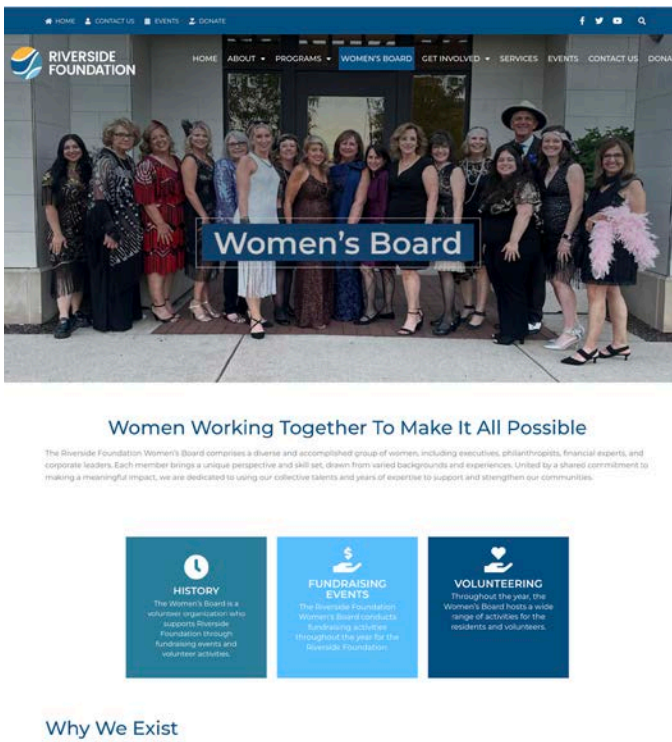 HOME CONTACT US EVENTS DONATE
RIVERSIDE
FOUNDATION
HOME ABOUT PROGRAMS WOMEN'S BOARD GET INVOLVED SERVICES EVENTS CONTACT US DONA
Women's Board
Women Working Together To Make It All Possible
The Riverside Foundation Women's Board comprises a diverse and accomplished group of women, including executives, philanthropists, financial experts, and
corporate leaders. Each member brings a unique perspective and skill set, drawn from varied backgrounds and experiences. United by a shared commitment to
making a meaningful impact, we are dedicated to using our collective talents and years of expertise to support and strengthen our communities.
HISTORY
The Women's Board is a
volunteer organization who
supports Riverside
Foundation through
fundraising events and
volunteer activities.
FUNDRAISING
EVENTS
The Riverside Foundation
Women's Board conducts
fundraising activities
throughout the year for the
Riverside Foundation
VOLUNTEERING
Throughout the year, the
Women's Board hosts a wide
range of activities for the
residents and volunteers.
Why We Exist